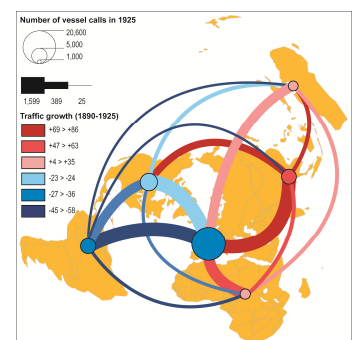 Number of vessel calls in 1925
20,600
5,000
1,000
1,599 389 25
Traffic growth (1890-1925)
+69 > +86
+47 > +63
+4 > +35
-23 > -24
-27 > -36
-45 > -58